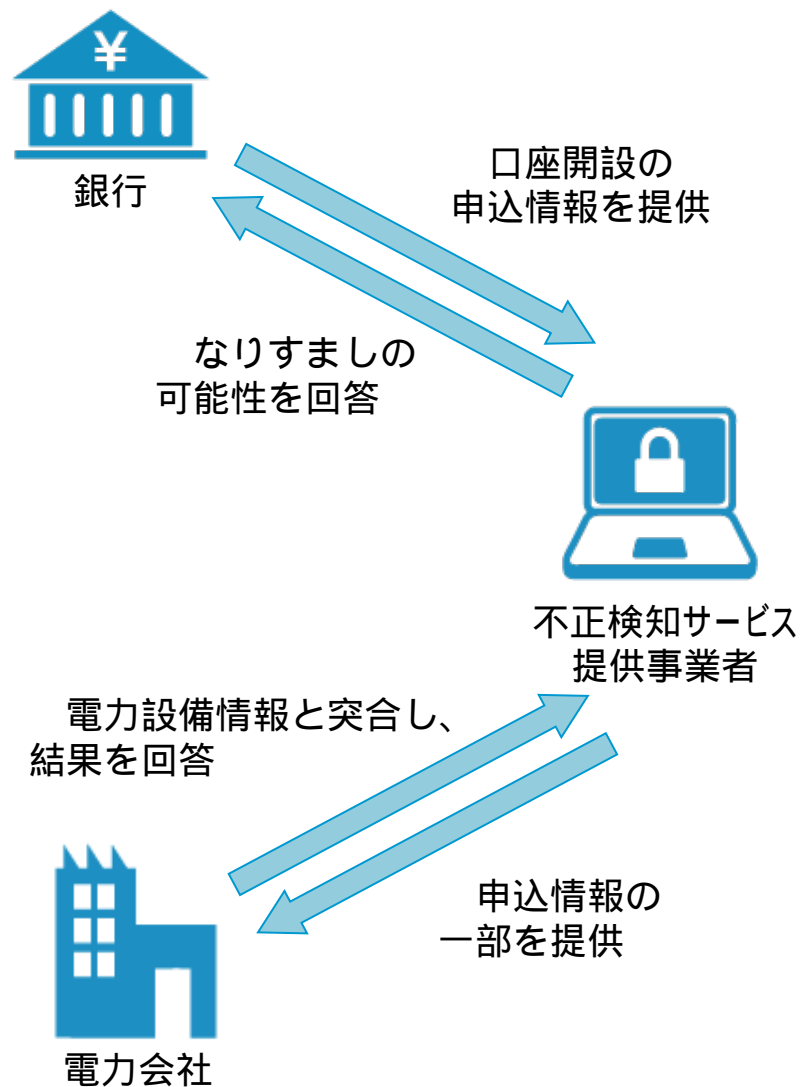 ¥
銀行
口座開設の
申込情報を提供
なりすましの
可能性を回答
不正検知サービス
提供事業者
電力設備情報と突合し、
結果を回答
申込情報の
一部を提供
電力会社